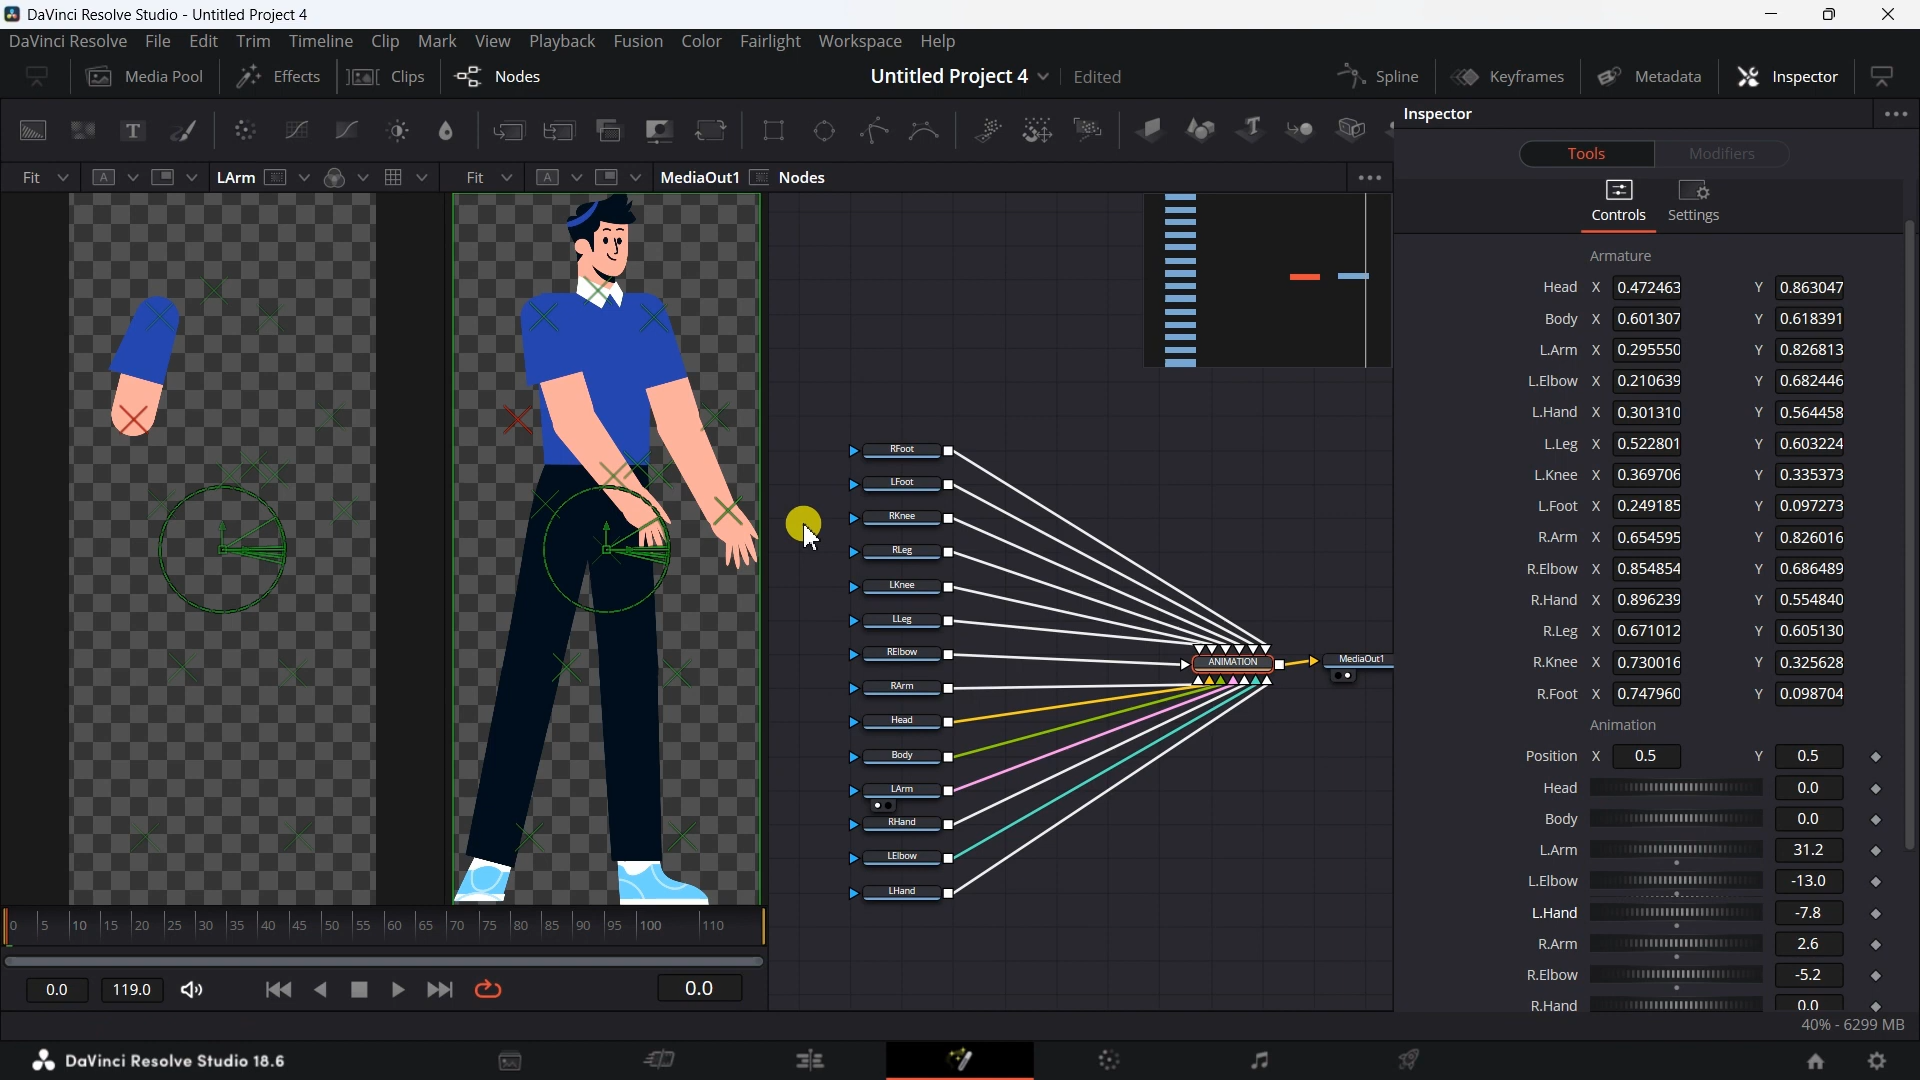 DaVinci Resolve Studio - Untitled Project 4
DaVinci Resolve File Edit Trim Timeline Clip Mark View Playback Fusion Color Fairlight Workspace Help
Media Pool Effects Clips Nodes Untitled Project 4 Edited Spline Keyframes Metadata Inspector
Inspector
Tools Modifiers
Fit A LArm Fit A MediaOut1 Nodes
Controls Settings
Armature
Head X 0.472463 Y 0.863047
Body X 0.601307 Y 0.618391
L.Arm X 0.295550 Y 0.826813
L.Elbow X 0.210639 Y 0.682446
L.Hand X 0.301310 Y 0.564458
L.Leg X 0.522801 Y 0.603224
L.Knee X 0.369706 Y 0.335373
L.Foot X 0.249185 Y 0.097273
R.Arm X 0.654595 Y 0.826016
R.Elbow X 0.854854 Y 0.686489
R.Hand X 0.896239 Y 0.554840
R.Leg X 0.671012 Y 0.605130
R.Knee X 0.730016 Y 0.325628
R.Foot X 0.747960 Y 0.098704
Animation
Position X 0.5 Y 0.5
Head 0.0
Body 0.0
L.Arm 31.2
L.Elbow -13.0
L.Hand -7.8
R.Arm 2.6
R.Elbow -5.2
R.Hand 0.0
RFoot
LFoot
RKnee
RLeg
LKnee
LLeg
RElbow
RArm
Head
Body
LArm
RHand
LElbow
LHand
ANIMATION
MediaOut1
0 5 10 15 20 25 30 35 40 45 50 55 60 65 70 75 80 85 90 95 100 110
0.0 119.0 0.0
40% - 6299 MB
DaVinci Resolve Studio 18.6